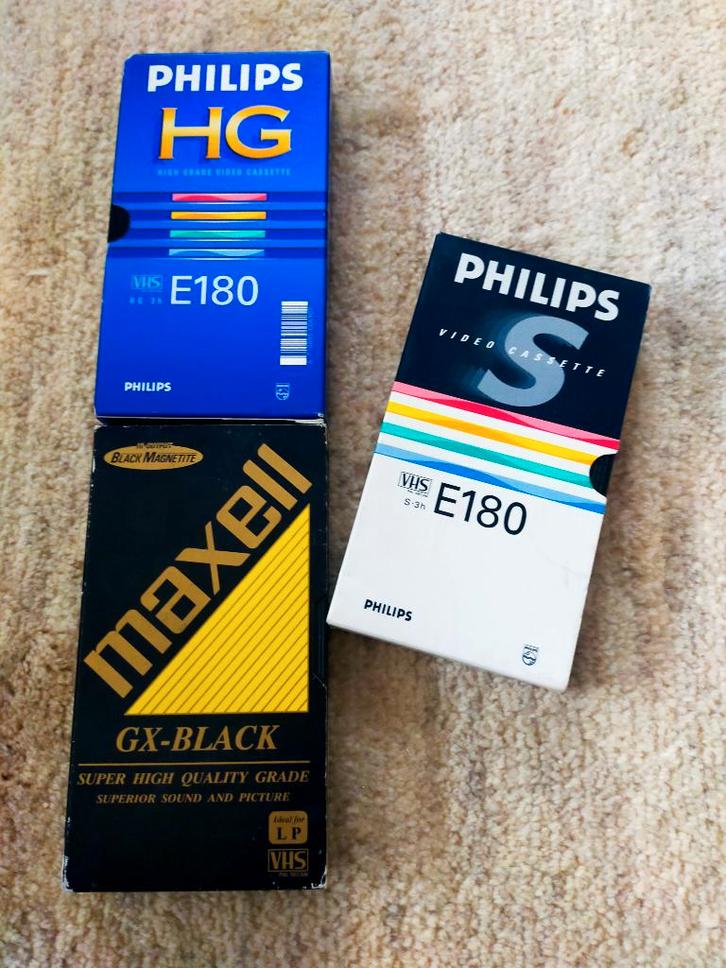 PHILIPS
HG
HIGH GRADE VIDEO CASSETTE
VHS
HG 3h
E180
PHILIPS
PHILIPS
S
VIDEO CASSETTE
VHS
S·3h
E180
PHILIPS
BLACK MAGNETITE
maxell
GX-BLACK
SUPER HIGH QUALITY GRADE
SUPERIOR SOUND AND PICTURE
Ideal for
LP
VHS